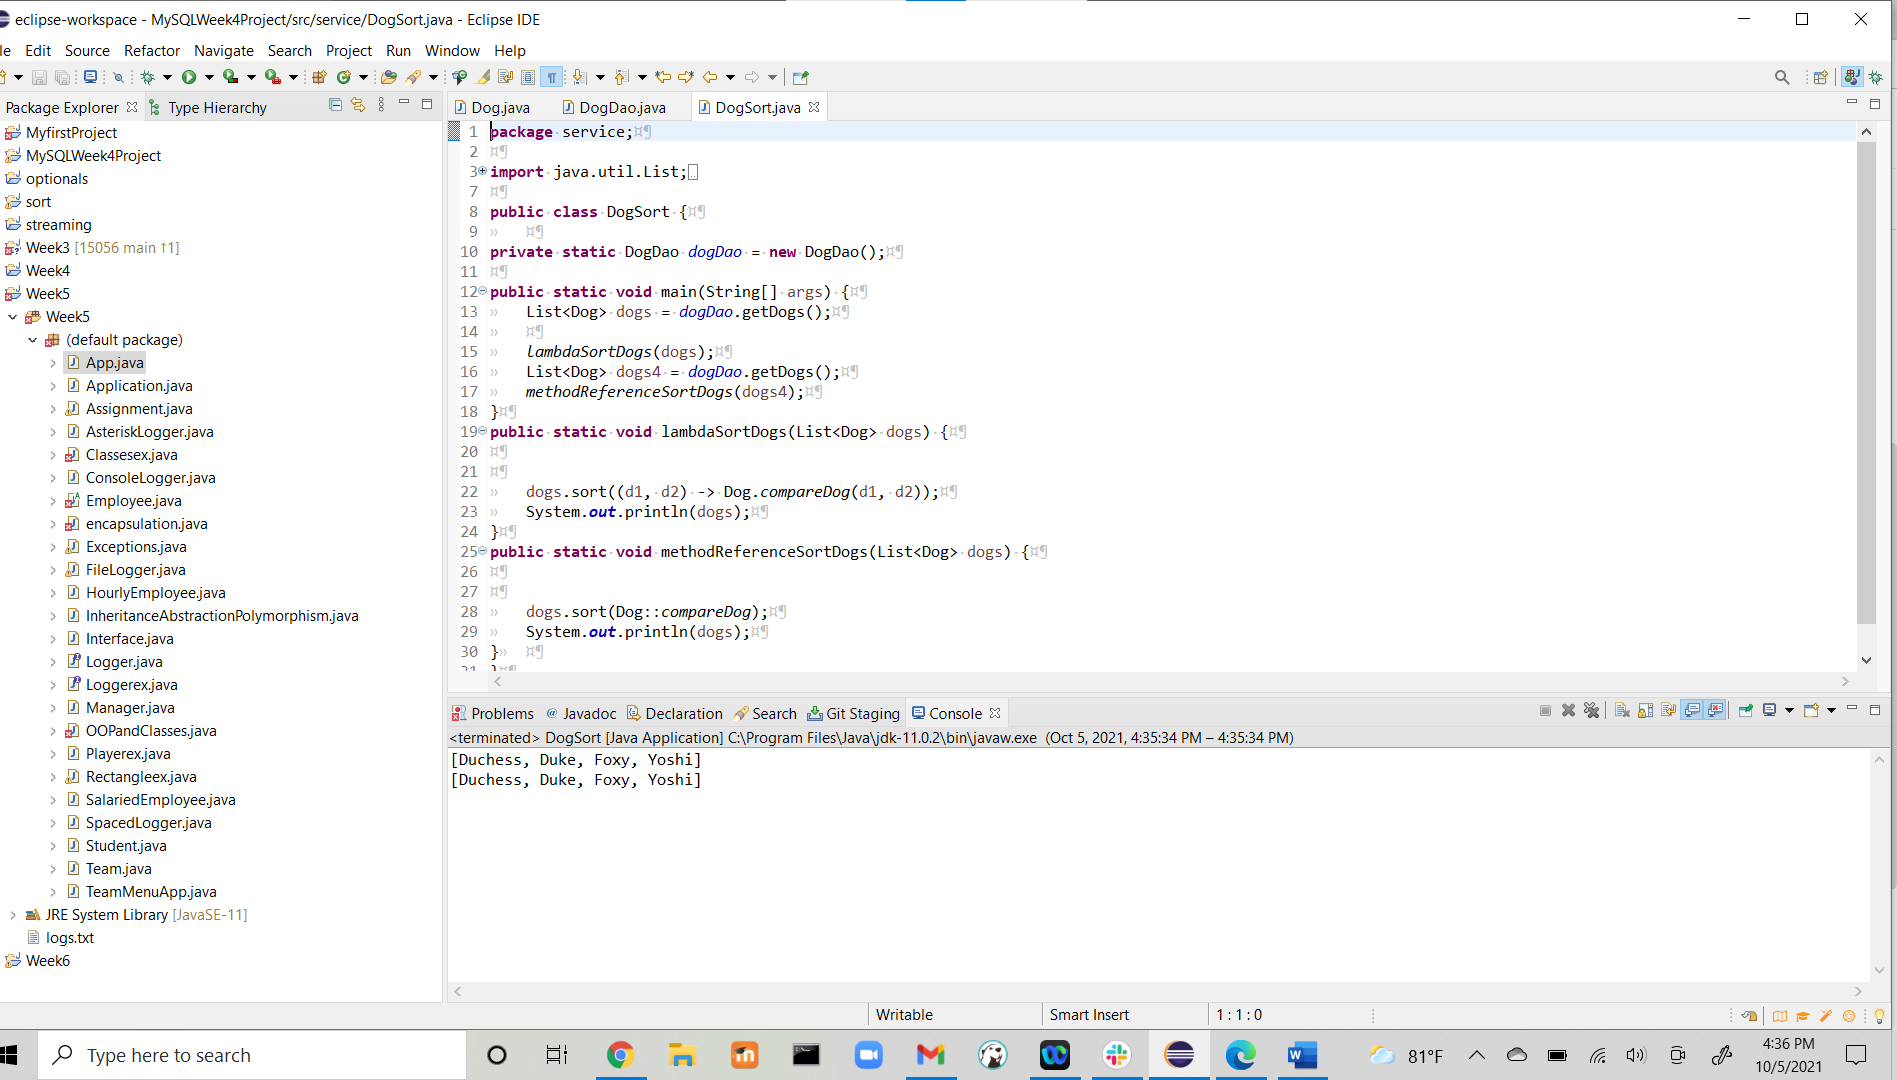 eclipse-workspace - MySQLWeek4Project/src/service/DogSort.java - Eclipse IDE
le Edit Source Refactor Navigate Search Project Run Window Help
Package Explorer Type Hierarchy
MyfirstProject
MySQLWeek4Project
optionals
sort
streaming
Week3 [15056 main ↑1]
Week4
Week5
Week5
(default package)
App.java
Application.java
Assignment.java
AsteriskLogger.java
Classesex.java
ConsoleLogger.java
Employee.java
encapsulation.java
Exceptions.java
FileLogger.java
HourlyEmployee.java
InheritanceAbstractionPolymorphism.java
Interface.java
Logger.java
Loggerex.java
Manager.java
OOPandClasses.java
Playerex.java
Rectangleex.java
SalariedEmployee.java
SpacedLogger.java
Student.java
Team.java
TeamMenuApp.java
JRE System Library [JavaSE-11]
logs.txt
Week6
Dog.java DogDao.java DogSort.java
1 package service;¤¶
2 ¤¶
3 import java.util.List;
7 ¤¶
8 public class DogSort {¤¶
9 » ¤¶
10 private static DogDao dogDao = new DogDao();¤¶
11 ¤¶
12 public static void main(String[] args) {¤¶
13 » List<Dog> dogs = dogDao.getDogs();¤¶
14 » ¤¶
15 » lambdaSortDogs(dogs);¤¶
16 » List<Dog> dogs4 = dogDao.getDogs();¤¶
17 » methodReferenceSortDogs(dogs4);¤¶
18 }¤¶
19 public static void lambdaSortDogs(List<Dog> dogs) {¤¶
20 ¤¶
21 ¤¶
22 » dogs.sort((d1, d2) -> Dog.compareDog(d1, d2));¤¶
23 » System.out.println(dogs);¤¶
24 }¤¶
25 public static void methodReferenceSortDogs(List<Dog> dogs) {¤¶
26 ¤¶
27 ¤¶
28 » dogs.sort(Dog::compareDog);¤¶
29 » System.out.println(dogs);¤¶
30 }» ¤¶
31 }¤¶
Problems Javadoc Declaration Search Git Staging Console
<terminated> DogSort [Java Application] C:\Program Files\Java\jdk-11.0.2\bin\javaw.exe (Oct 5, 2021, 4:35:34 PM – 4:35:34 PM)
[Duchess, Duke, Foxy, Yoshi]
[Duchess, Duke, Foxy, Yoshi]
Writable Smart Insert 1 : 1 : 0
Type here to search
81°F
4:36 PM
10/5/2021